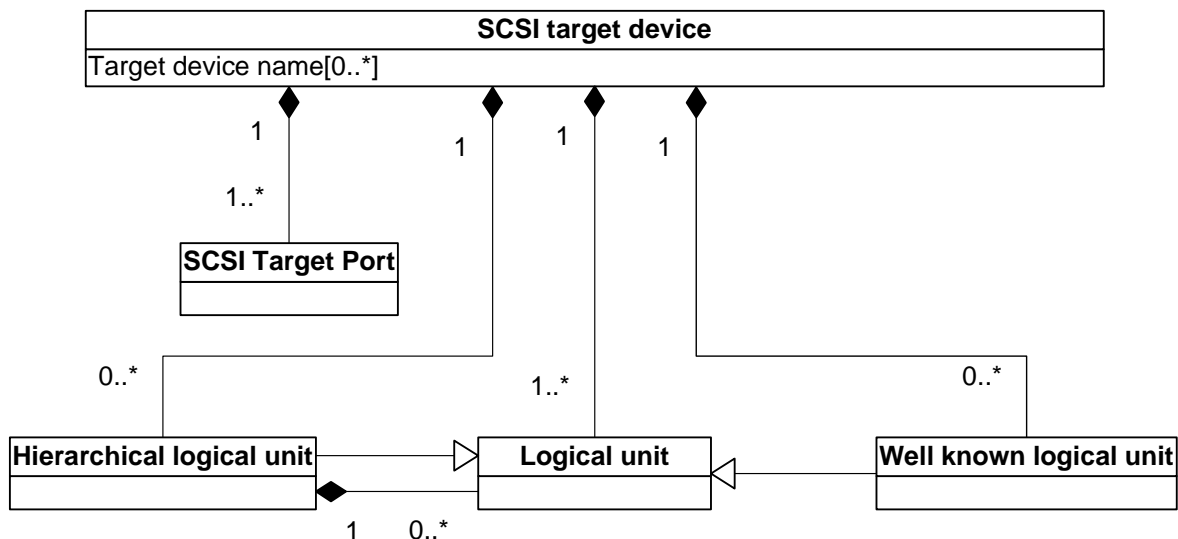 SCSI target device
Target device name[0..*]
1
1
1
1
1..*
SCSI Target Port
0..*
1..*
0..*
Hierarchical logical unit
Logical unit
Well known logical unit
1
0..*